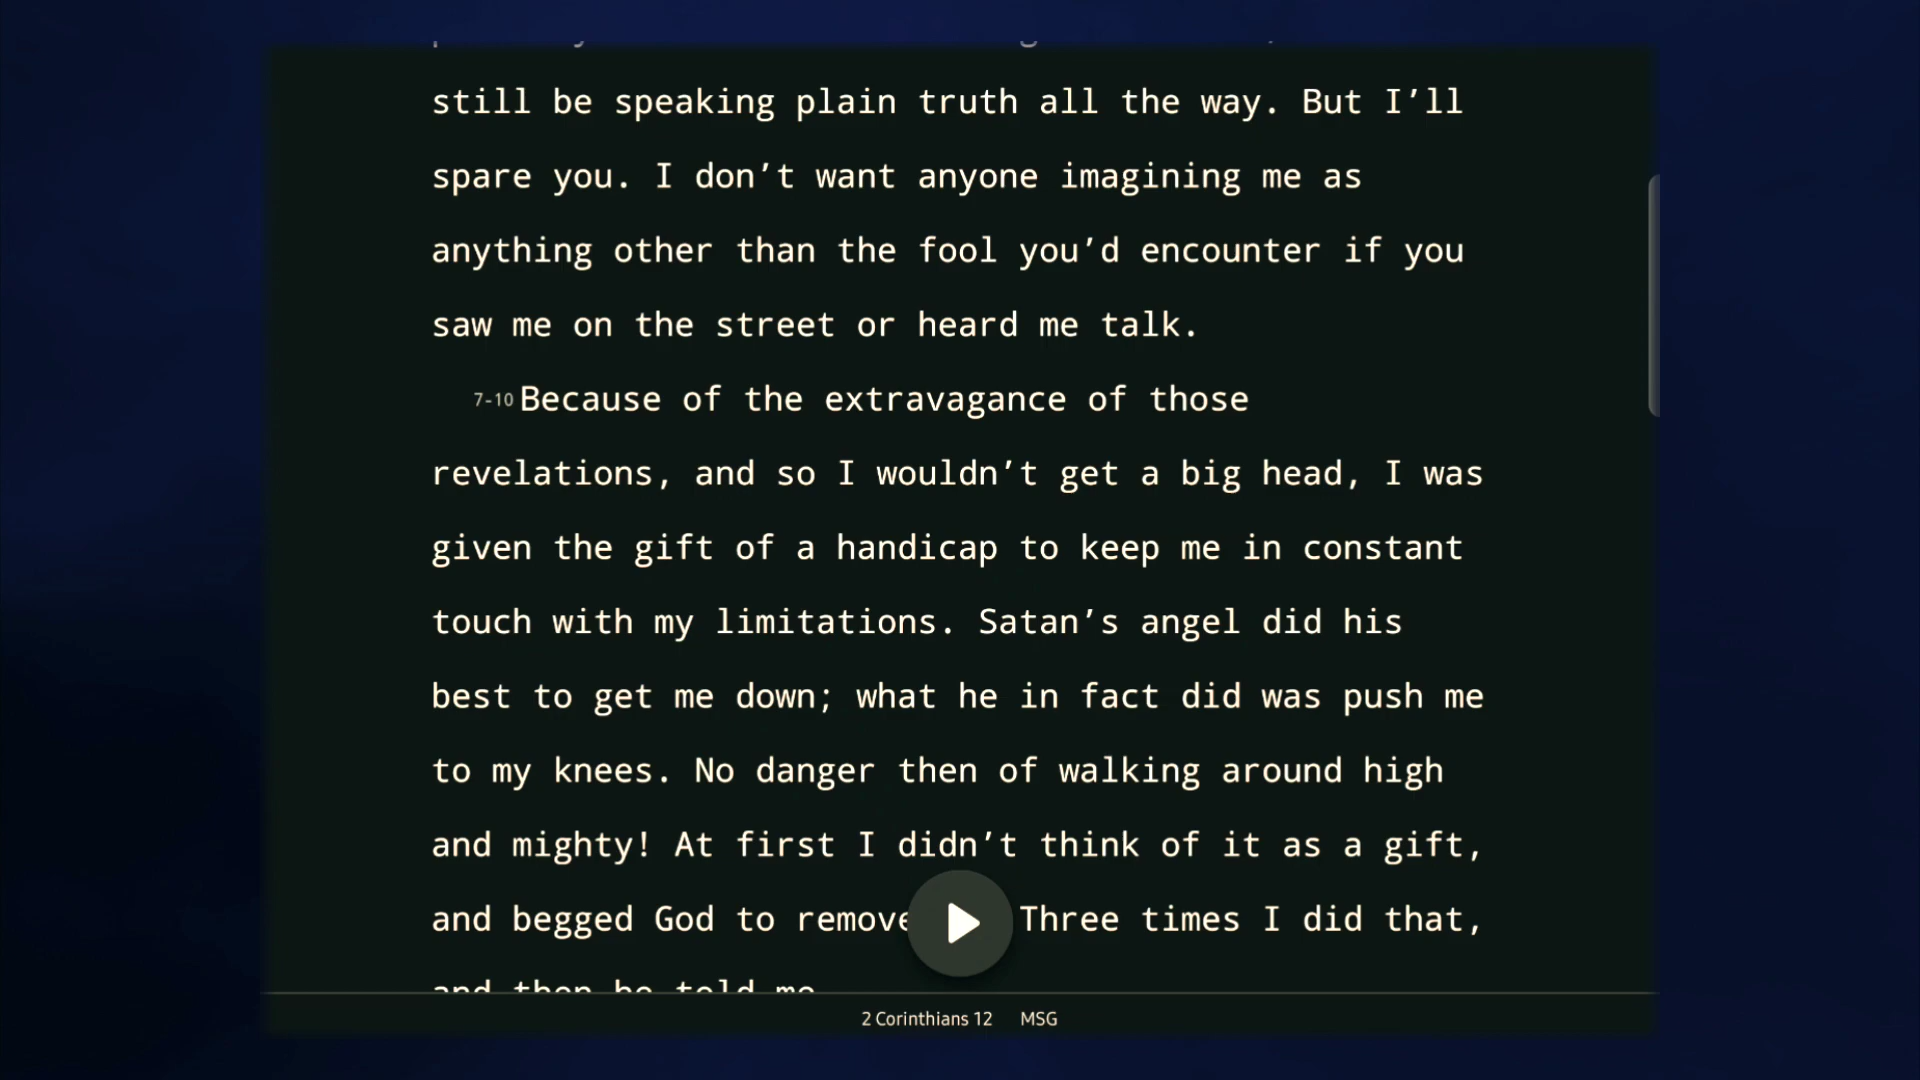 still be speaking plain truth all the way. But I’ll
spare you. I don’t want anyone imagining me as
anything other than the fool you’d encounter if you
saw me on the street or heard me talk.
7-10 Because of the extravagance of those
revelations, and so I wouldn’t get a big head, I was
given the gift of a handicap to keep me in constant
touch with my limitations. Satan’s angel did his
best to get me down; what he in fact did was push me
to my knees. No danger then of walking around high
and mighty! At first I didn’t think of it as a gift,
and begged God to remove Three times I did that,
and then he told me
2 Corinthians 12 MSG